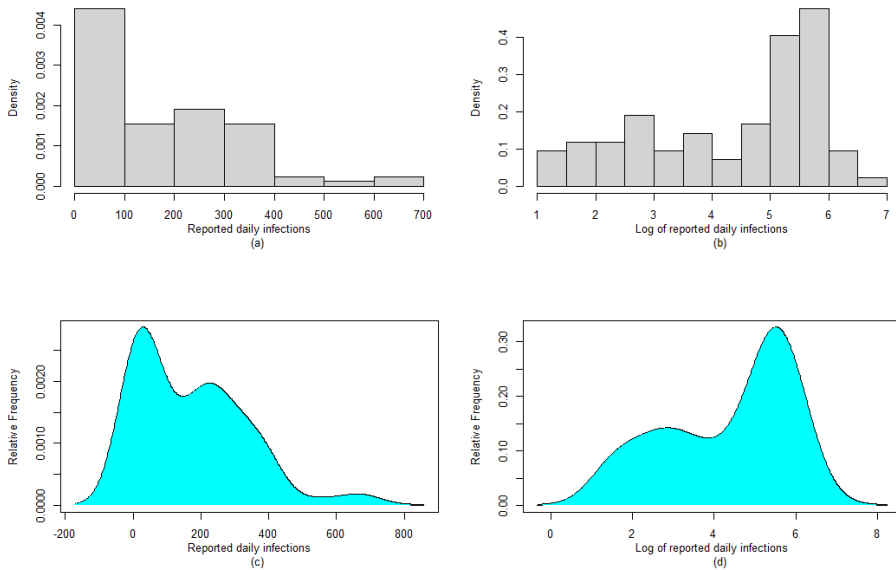 Density
0.000 0.001 0.002 0.003 0.004
0 100 200 300 400 500 600 700
Reported daily infections
(a)
Density
0.0 0.1 0.2 0.3 0.4
1 2 3 4 5 6 7
Log of reported daily infections
(b)
Relative Frequency
0.0000 0.0010 0.0020
-200 0 200 400 600 800
Reported daily infections
(c)
Relative Frequency
0.00 0.10 0.20 0.30
0 2 4 6 8
Log of reported daily infections
(d)